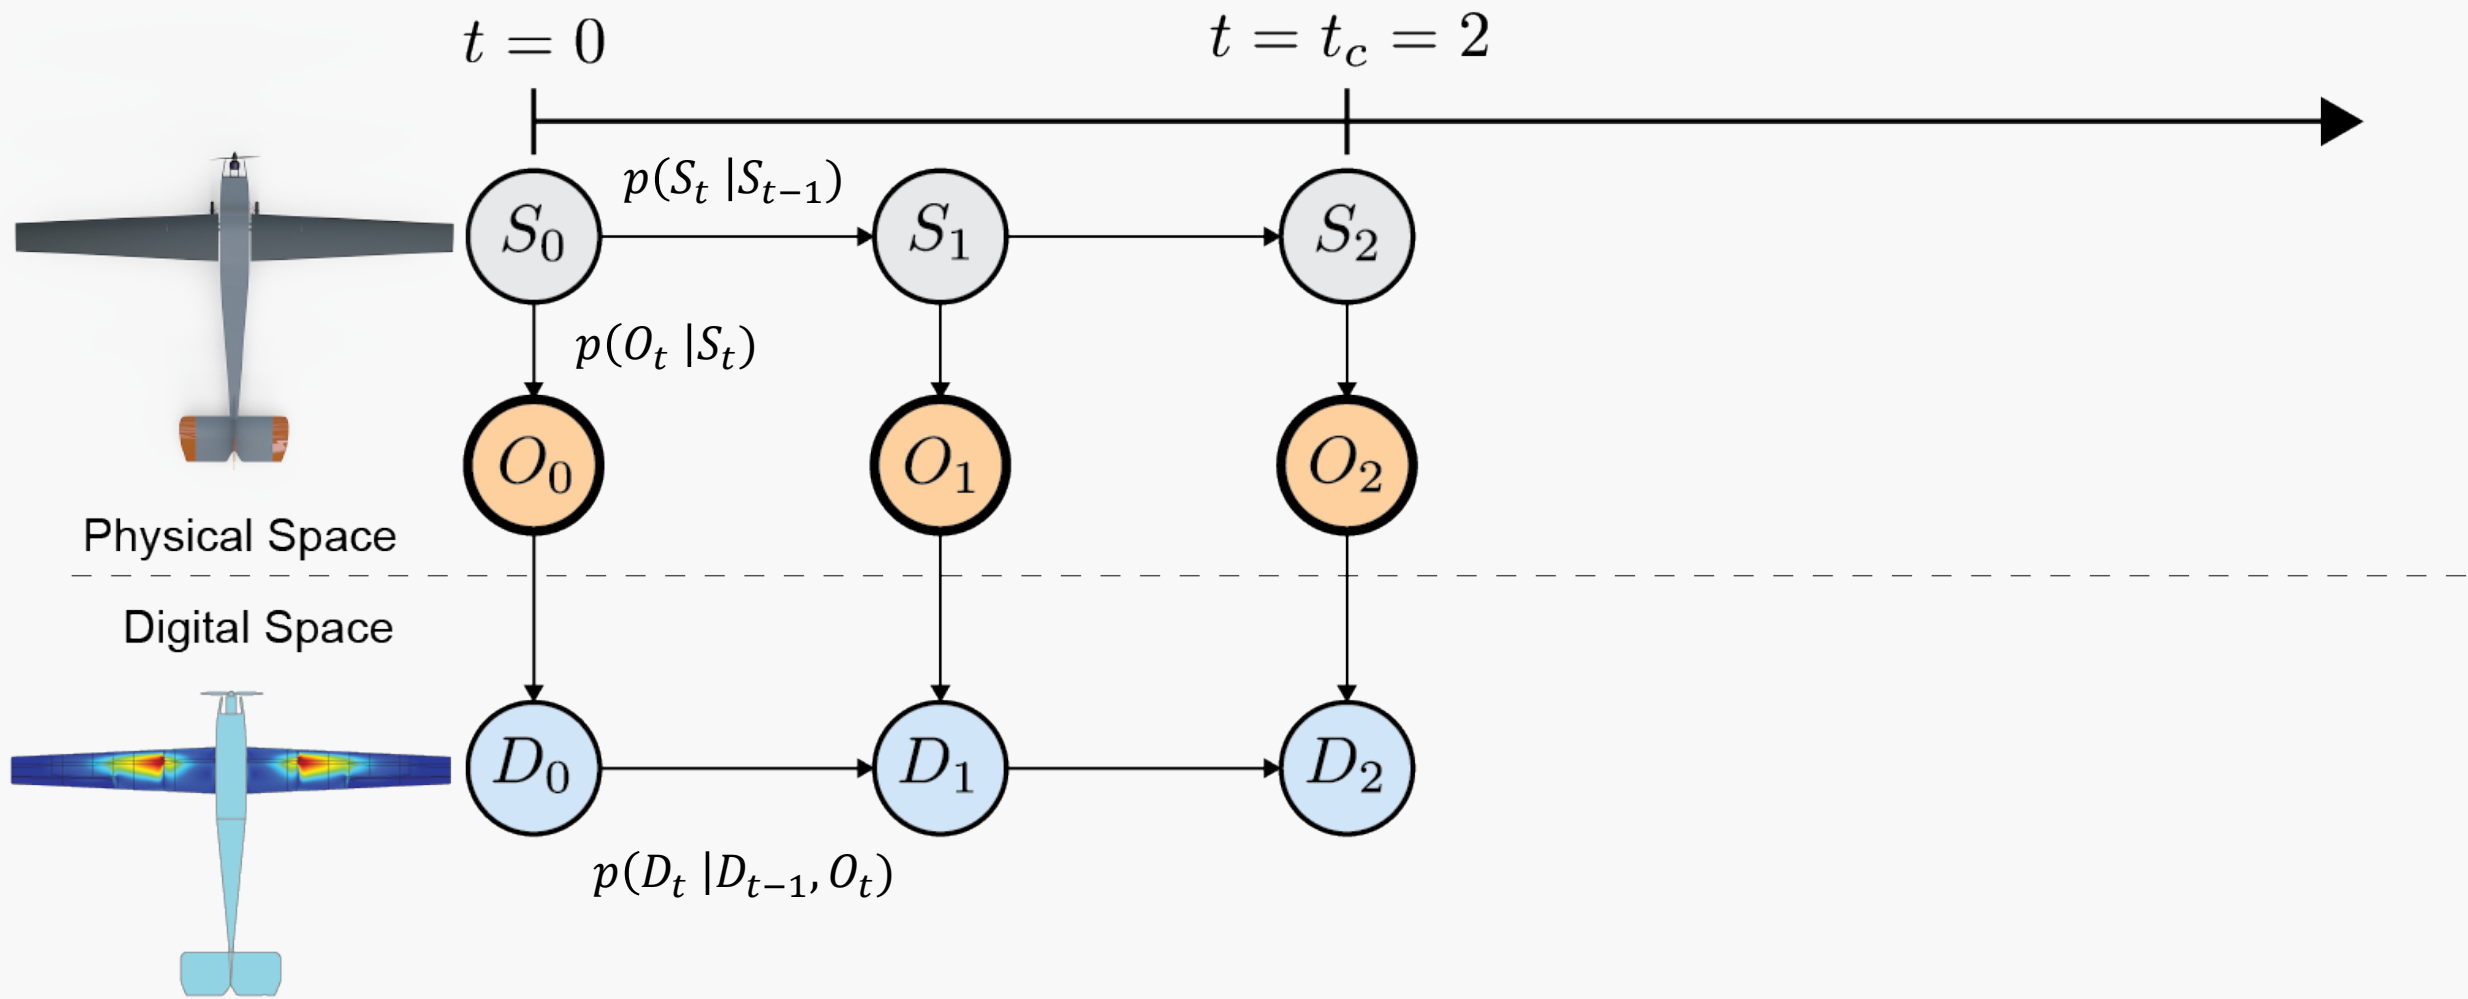 t = 0
t = t_c = 2
p(S_t |S_{t−1})
S_0
S_1
S_2
p(O_t |S_t)
O_0
O_1
O_2
Physical Space
Digital Space
D_0
D_1
D_2
p(D_t |D_{t−1}, O_t)